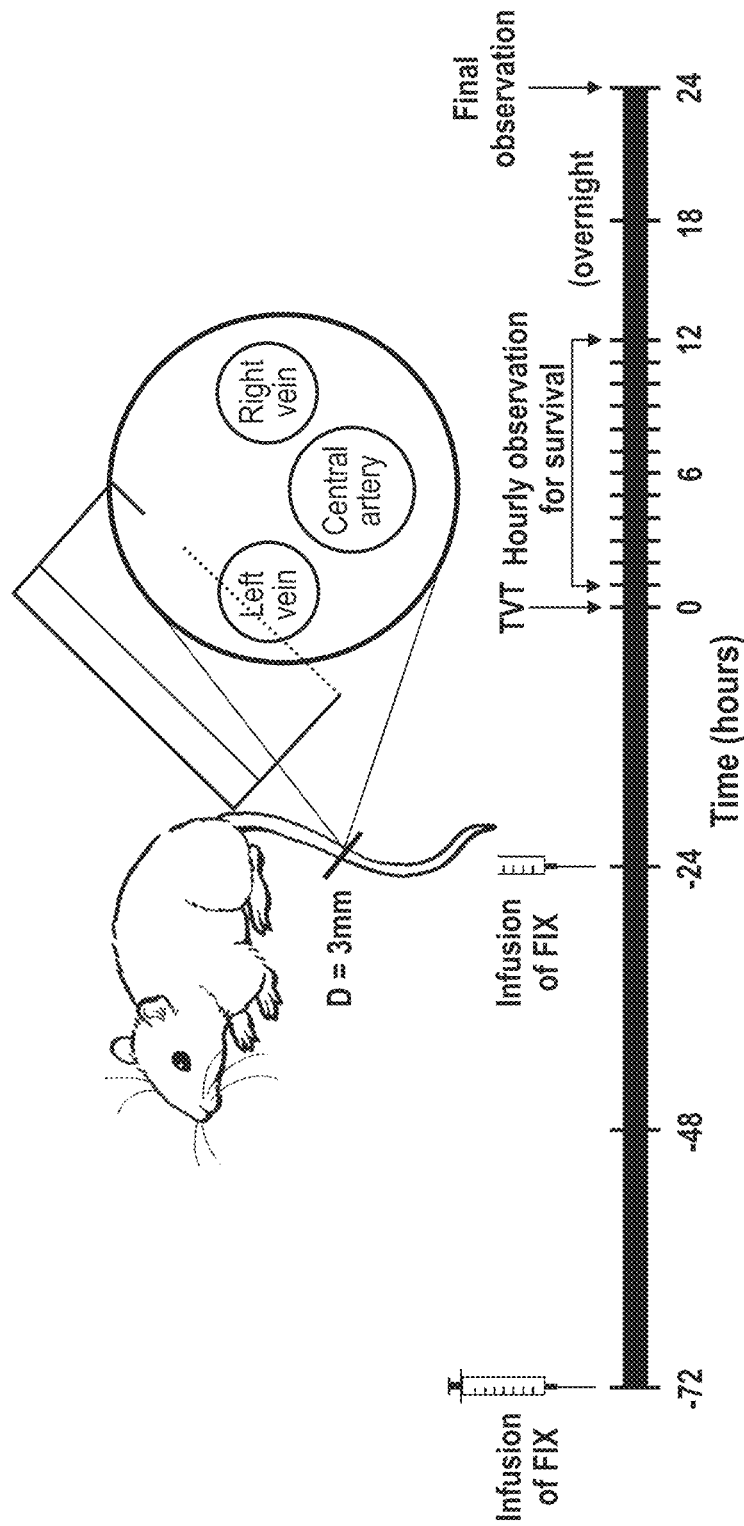 Left
vein
Right
vein
Central
artery
D = 3mm
Infusion
of FIX
Infusion
of FIX
TVT
Hourly observation
for survival
(overnight
Final
observation
-72
-48
-24
0
6
12
18
24
Time (hours)